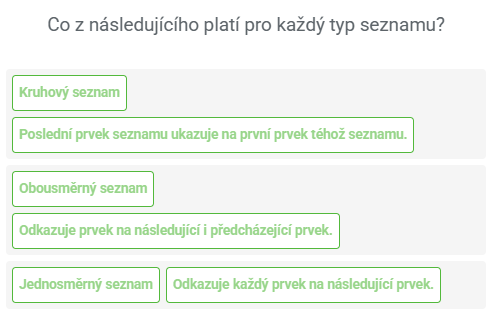 Co z následujícího platí pro každý typ seznamu?
Kruhový seznam
Poslední prvek seznamu ukazuje na první prvek téhož seznamu.
Obousměrný seznam
Odkazuje prvek na následující i předcházející prvek.
Jednosměrný seznam Odkazuje každý prvek na následující prvek.